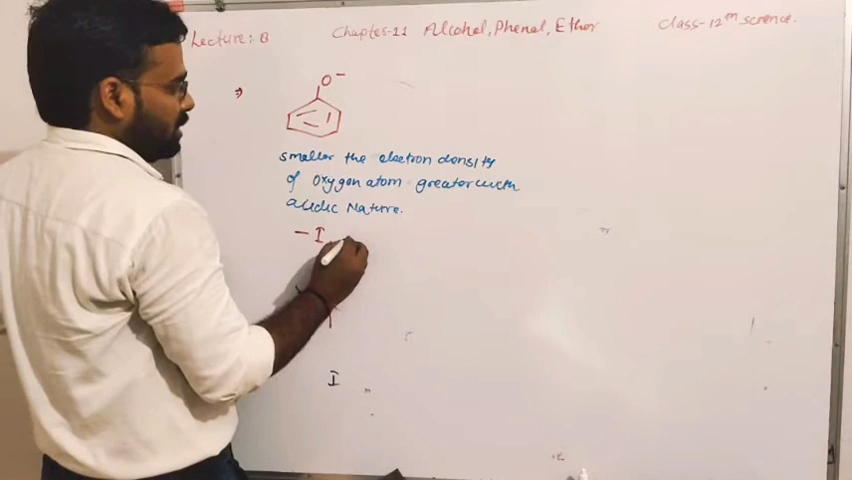 Lecture: 8 Chapter-11 Alcohol, Phenol, Ether Class-12th science.
O−
smaller the electron density
of oxygen atom greater
acidic Nature.
− I
I